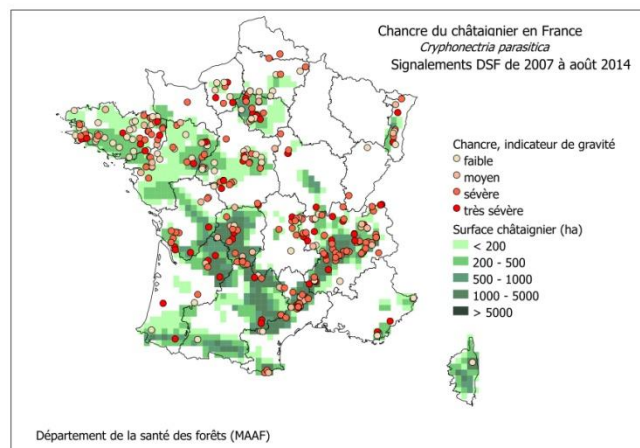 Chancre du châtaignier en France
Cryphonectria parasitica
Signalements DSF de 2007 à août 2014
Chancre, indicateur de gravité
faible
moyen
sévère
très sévère
Surface châtaignier (ha)
< 200
200 - 500
500 - 1000
1000 - 5000
> 5000
Département de la santé des forêts (MAAF)